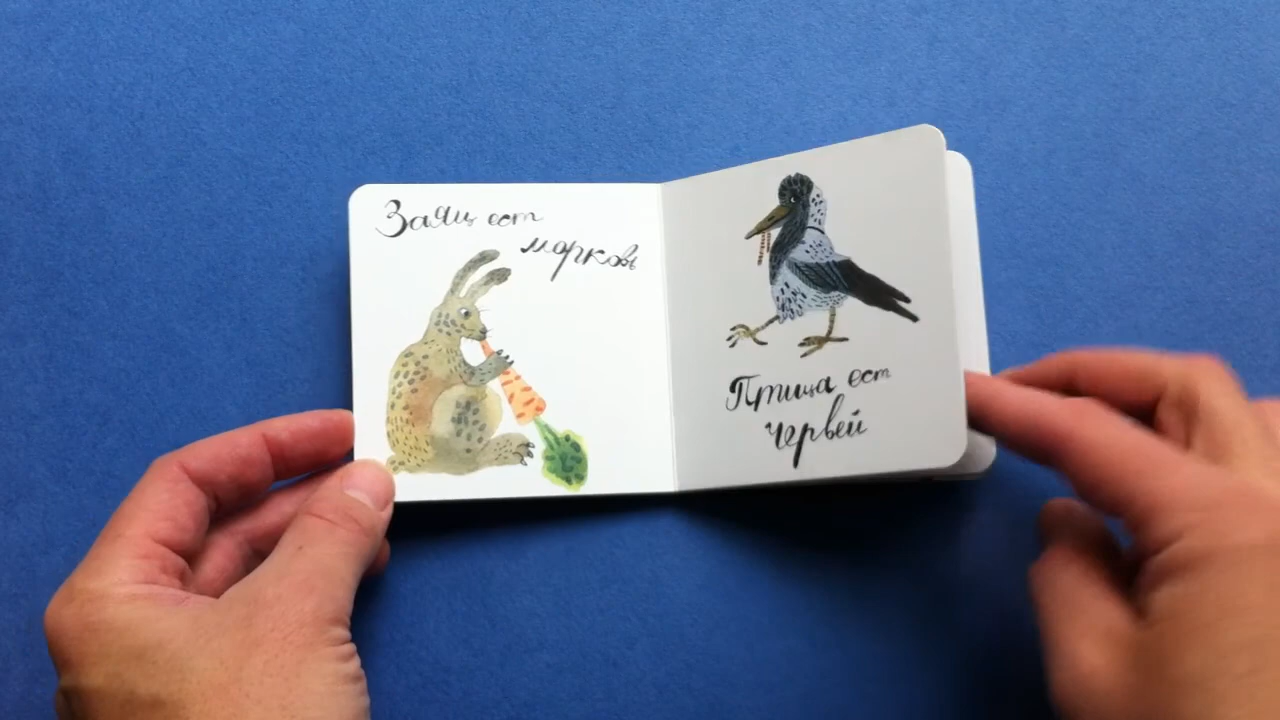 Заяц ест
морковь
Птица ест
червей